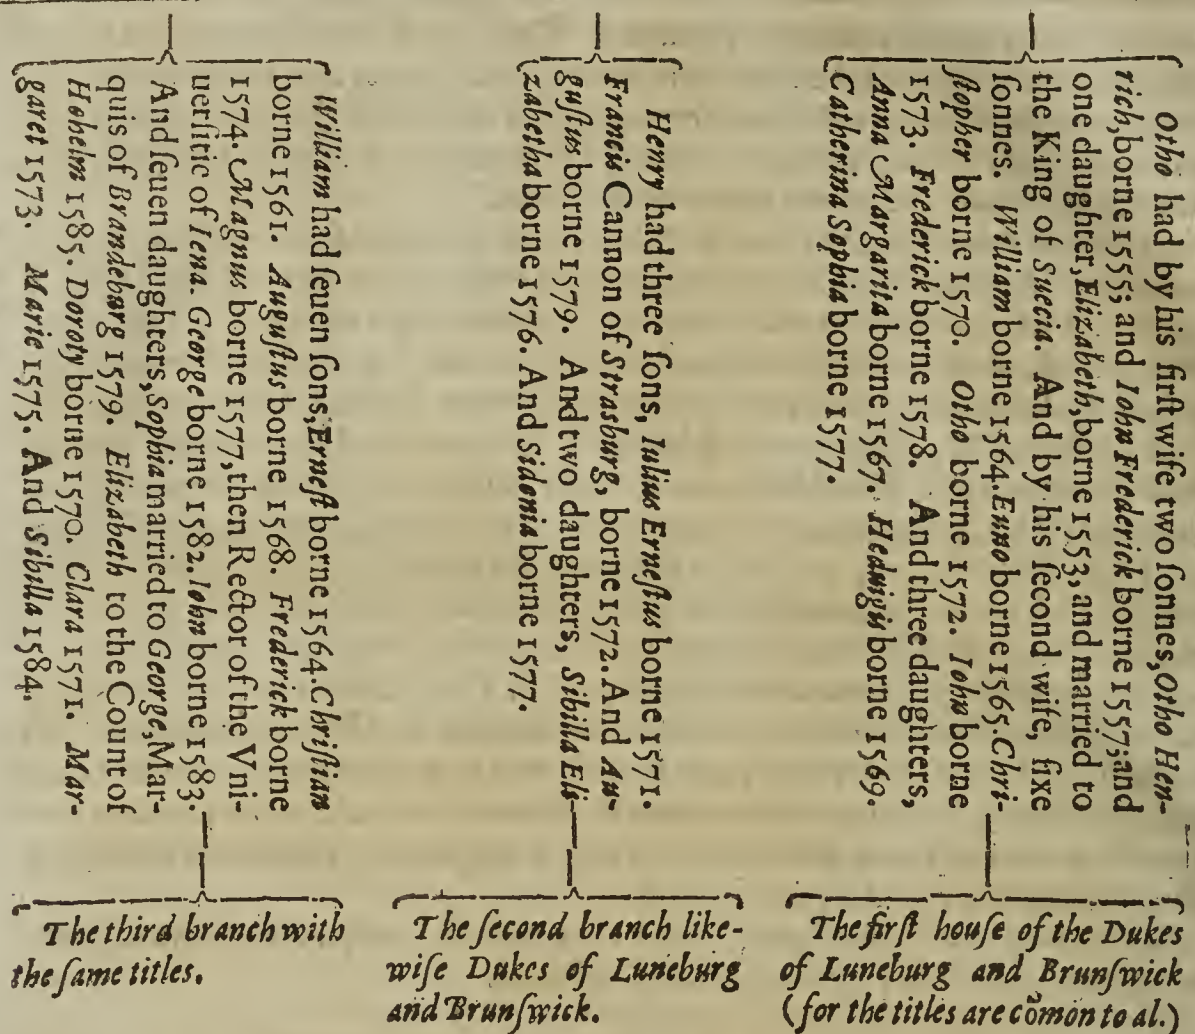 Otho had by his firſt wife two ſonnes, Otho Hen-
rich, borne 1555; and Iohn Frederick borne 1557; and
one daughter, Elizabeth, borne 1553, and married to
the King of Suecia. And by his ſecond wife, ſixe
ſonnes. William borne 1564. Enno borne 1565. Chri-
ſtopher borne 1570. Otho borne 1572. Iohn borne
1573. Frederick borne 1578. And three daughters,
Anna Margarita borne 1567. Hedwigis borne 1569.
Catherina Sophia borne 1577.
The firſt houſe of the Dukes
of Luneburg and Brunſwick
(for the titles are cõmon to al.)
Henry had three ſons, Iulius Erneſtus borne 1571.
Francis Cannon of Strasburg, borne 1572. And Au-
guſtus borne 1579. And two daughters, Sibilla Eli-
zabetha borne 1576. And Sidonia borne 1577.
The ſecond branch like-
wiſe Dukes of Luneburg
and Brunſwick.
William had ſeuen ſons, Erneſt borne 1564. Chriſtian
borne 1561. Auguſtus borne 1568. Frederick borne
1574. Magnus borne 1577, then Rector of the Vni-
uerſitie of Iena. George borne 1582. Iohn borne 1583.
And ſeuen daughters, Sophia married to George, Mar-
quis of Brandeburg 1579. Elizabeth to the Count of
Hohelm 1585. Doroty borne 1570. Clara 1571. Mar-
garet 1573. Marie 1575. And Sibilla 1584.
The third branch with
the ſame titles.